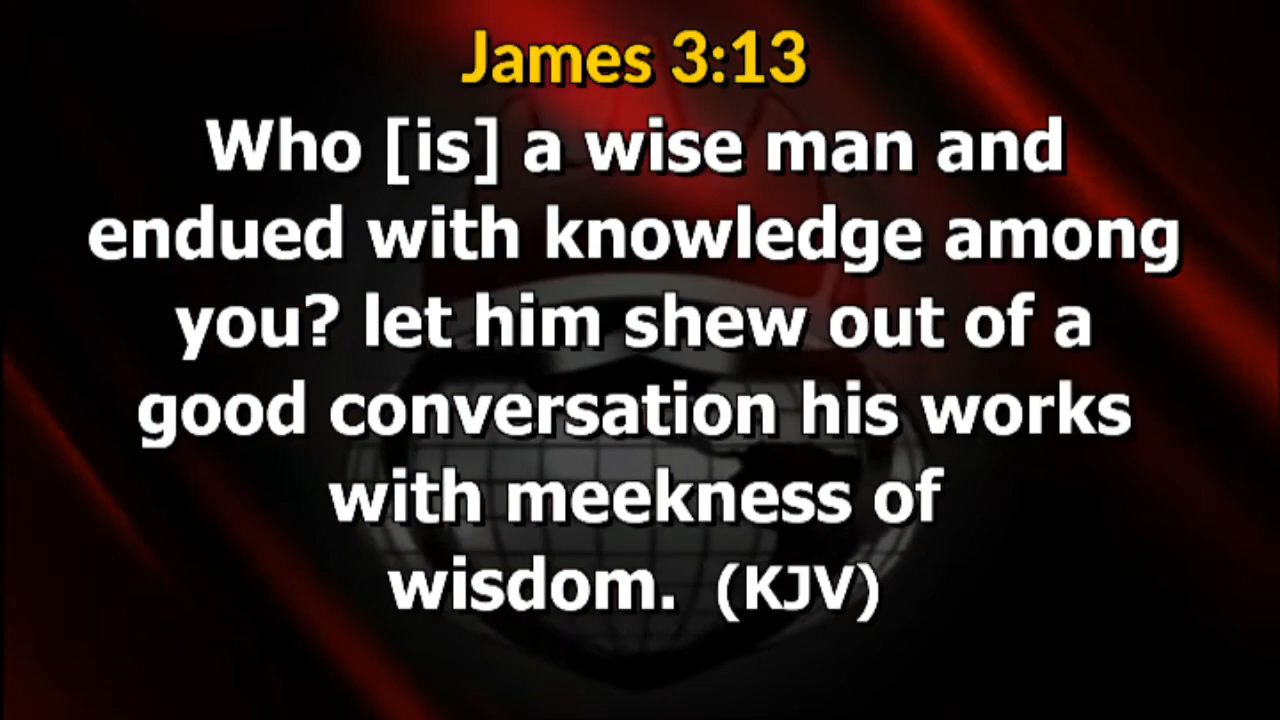 James 3:13
Who [is] a wise man and
endued with knowledge among
you? let him shew out of a
good conversation his works
with meekness of
wisdom. (KJV)